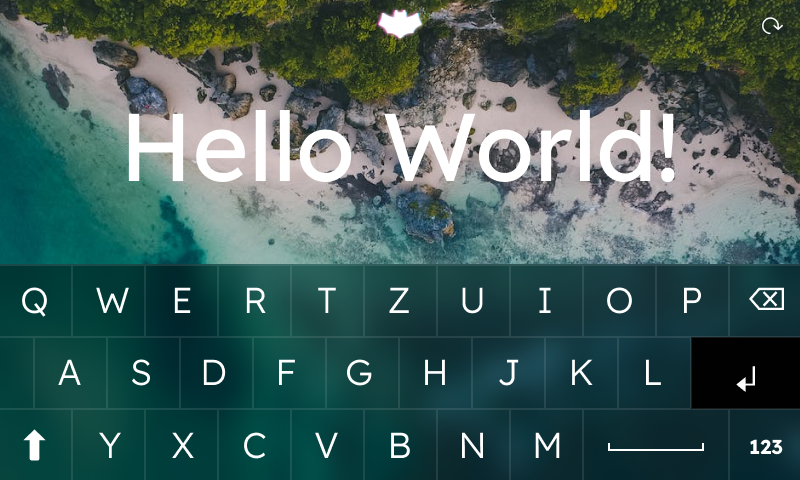 Hello World!
Q W E R T Z U I O P
A S D F G H J K L
Y X C V B N M 123